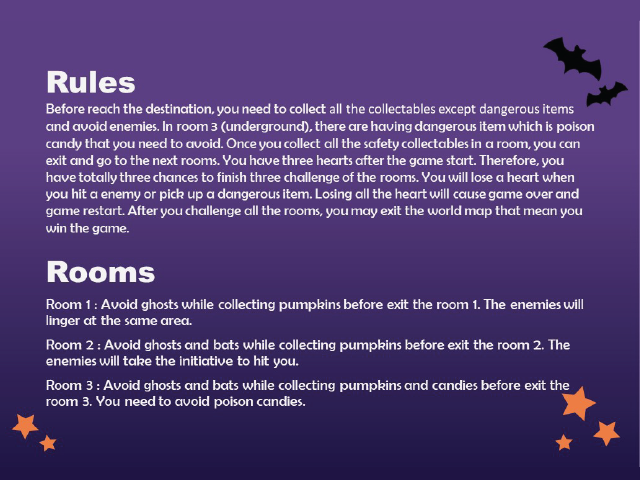 Rules
Before reach the destination, you need to collect all the collectables except dangerous items
and avoid enemies. In room 3 (underground), there are having dangerous item which is poison
candy that you need to avoid. Once you collect all the safety collectables in a room, you can
exit and go to the next rooms. You have three hearts after the game start. Therefore, you
have totally three chances to finish three challenge of the rooms. You will lose a heart when
you hit a enemy or pick up a dangerous item. Losing all the heart will cause game over and
game restart. After you challenge all the rooms, you may exit the world map that mean you
win the game.
Rooms
Room 1 : Avoid ghosts while collecting pumpkins before exit the room 1. The enemies will
linger at the same area.
Room 2 : Avoid ghosts and bats while collecting pumpkins before exit the room 2. The
enemies will take the initiative to hit you.
Room 3 : Avoid ghosts and bats while collecting pumpkins and candies before exit the
room 3. You need to avoid poison candies.